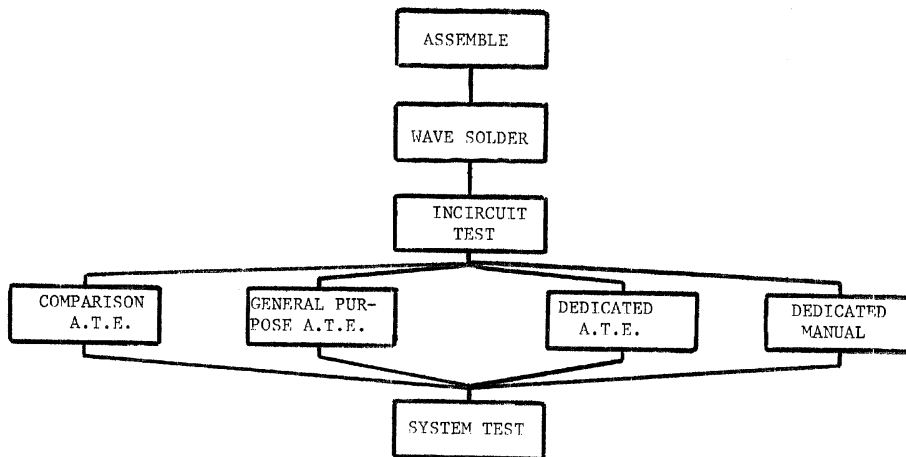 ASSEMBLE
WAVE SOLDER
INCIRCUIT
TEST
COMPARISON
A.T.E.
GENERAL PUR-
POSE A.T.E.
DEDICATED
A.T.E.
DEDICATED
MANUAL
SYSTEM TEST